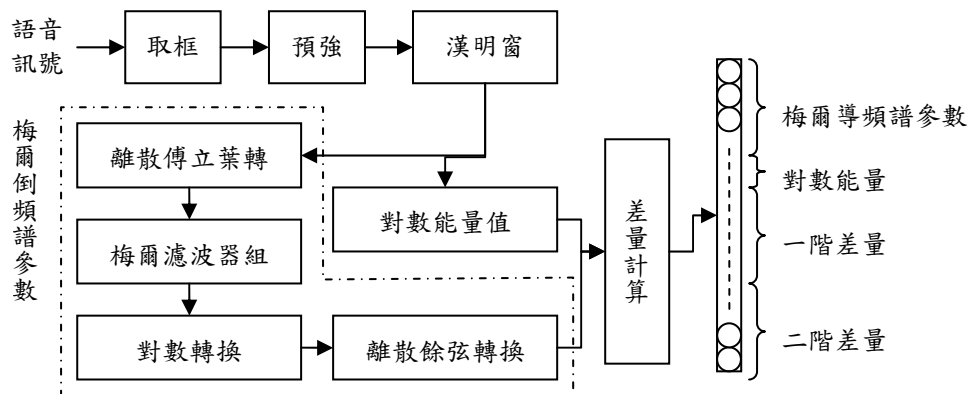 語音
訊號
取框
預強
漢明窗
梅爾倒頻譜參數
離散傅立葉轉
梅爾濾波器組
對數轉換
離散餘弦轉換
對數能量值
差量計算
梅爾導頻譜參數
對數能量
一階差量
二階差量